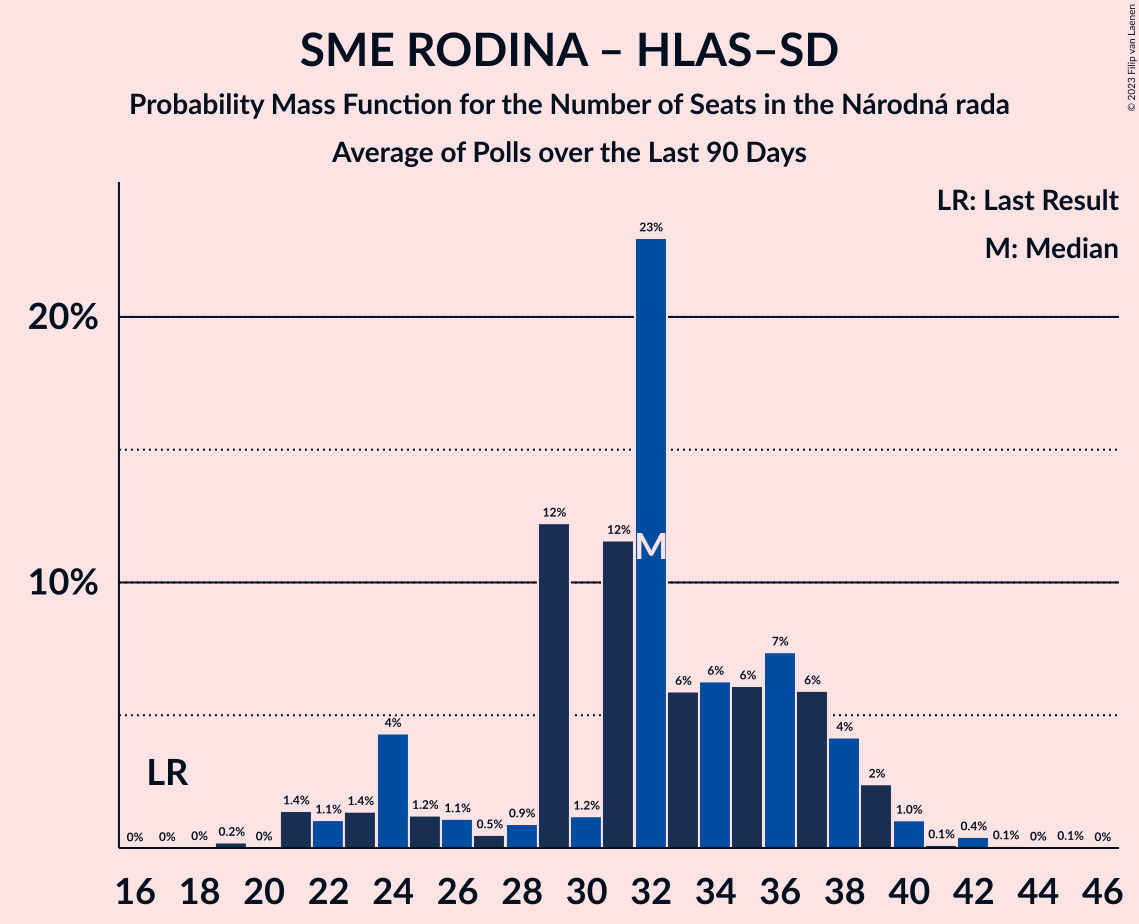 SME RODINA – HLAS–SD
Probability Mass Function for the Number of Seats in the Národná rada
Average of Polls over the Last 90 Days
© 2023 Filip van Laenen
LR: Last Result
M: Median
20%
10%
LR
M
0% 0% 0% 0.2% 0% 1.4% 1.1% 1.4% 4% 1.2% 1.1% 0.5% 0.9% 12% 1.2% 12% 23% 6% 6% 6% 7% 6% 4% 2% 1.0% 0.1% 0.4% 0.1% 0% 0.1% 0%
16 18 20 22 24 26 28 30 32 34 36 38 40 42 44 46